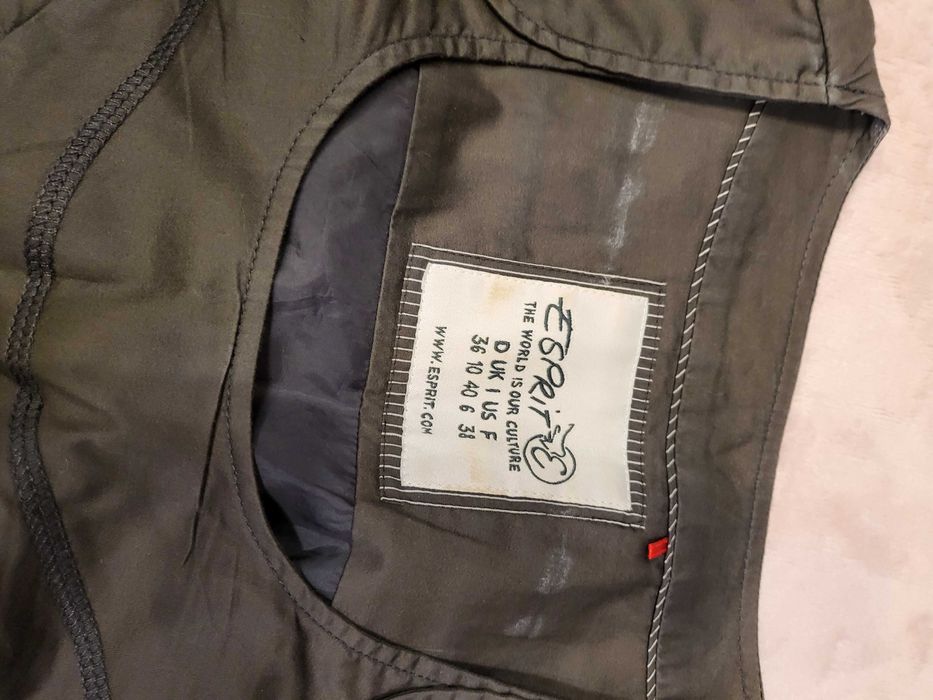 ESPRIT
THE WORLD IS OUR CULTURE
D UK I US F
36 10 40 6 38
WWW.ESPRIT.COM